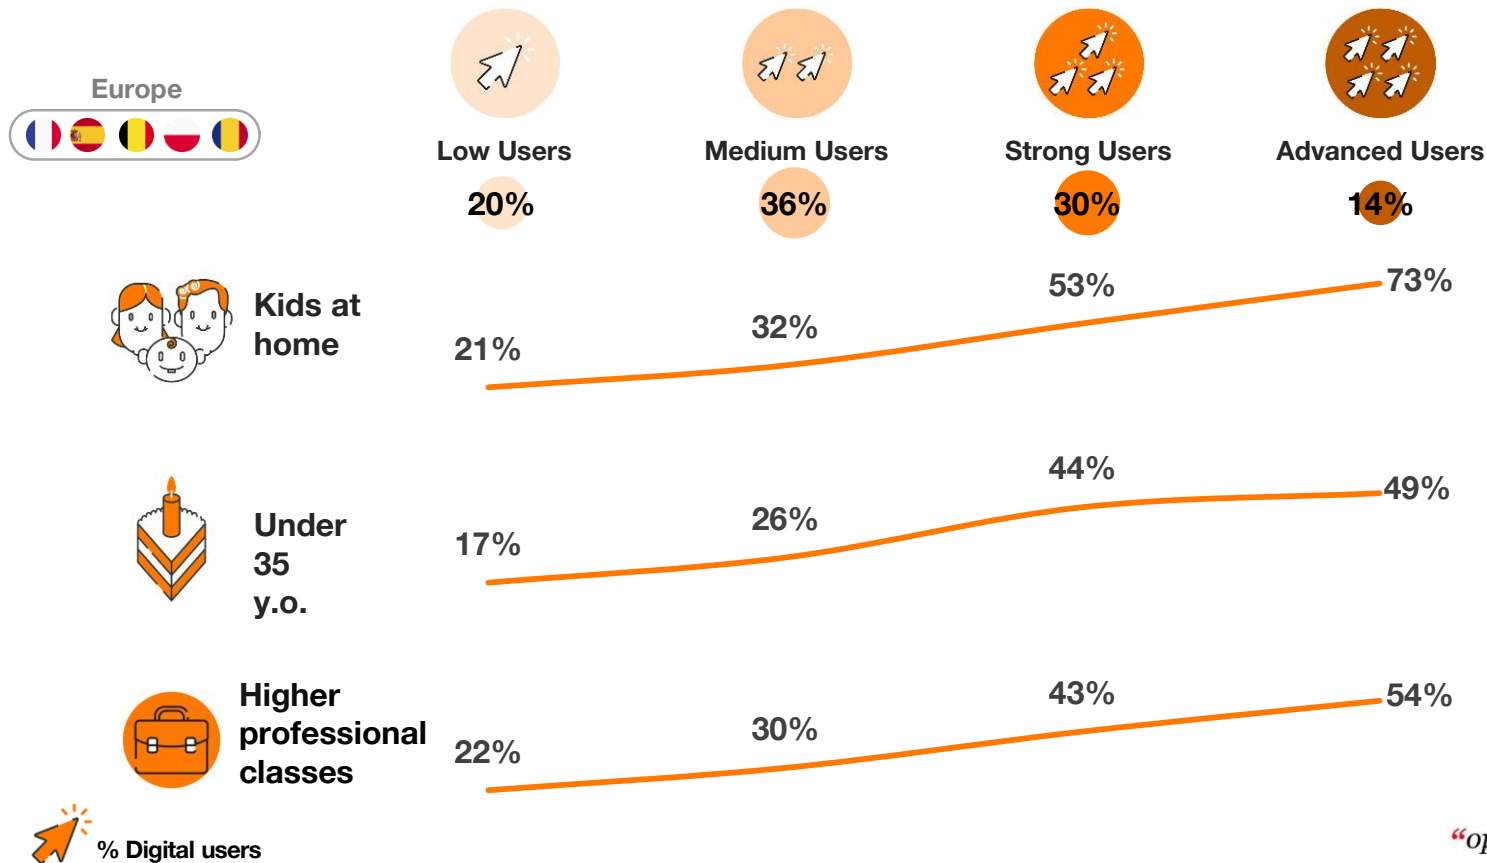 Europe
Low Users
Medium Users
Strong Users
Advanced Users
20%
36%
30%
14%
Kids at
home
21%
32%
53%
73%
Under
35
y.o.
17%
26%
44%
49%
Higher
professional
classes
22%
30%
43%
54%
% Digital users